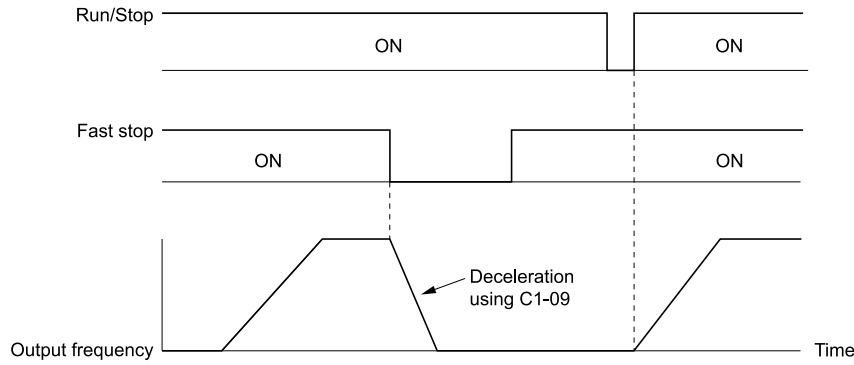 Run/Stop
ON
ON
Fast stop
ON
ON
Deceleration
using C1-09
Output frequency
Time